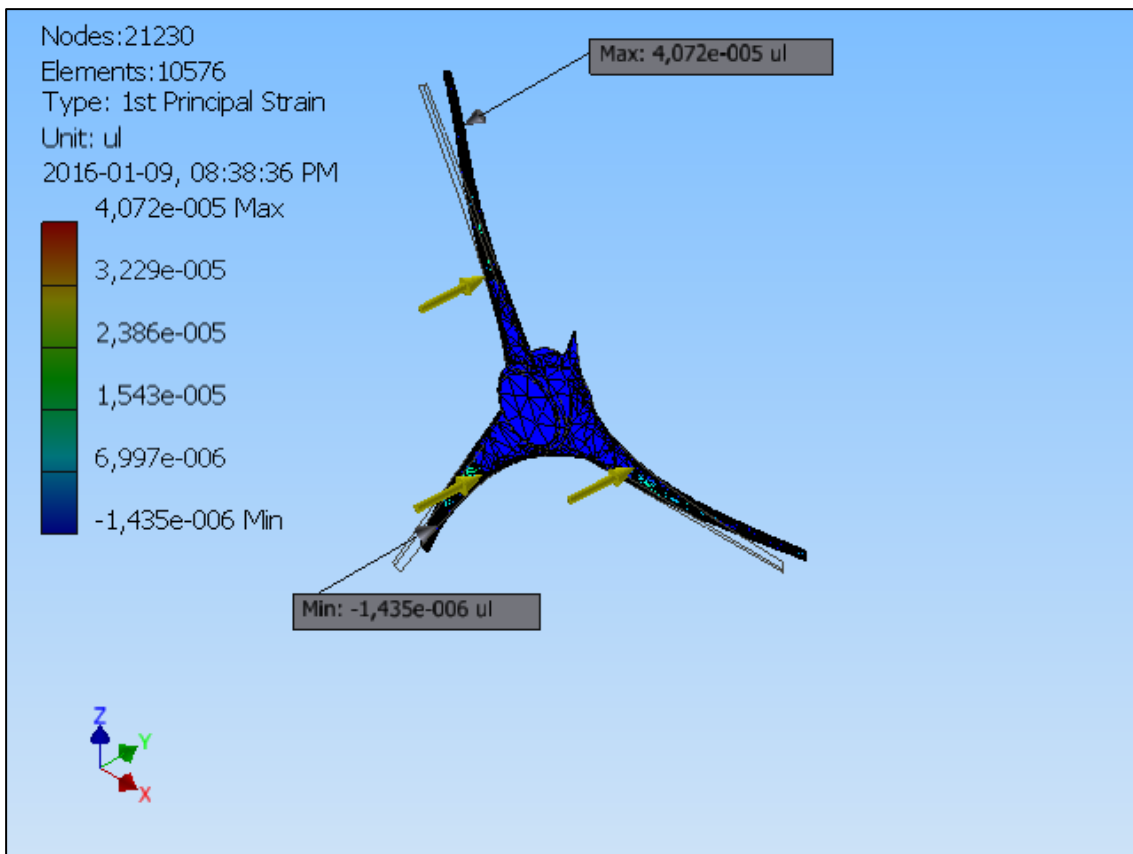 Nodes:21230
Elements:10576
Type: 1st Principal Strain
Unit: ul
2016-01-09, 08:38:36 PM
4,072e-005 Max
3,229e-005
2,386e-005
1,543e-005
6,997e-006
-1,435e-006 Min
Max: 4,072e-005 ul
Min: -1,435e-006 ul
Z
Y
X